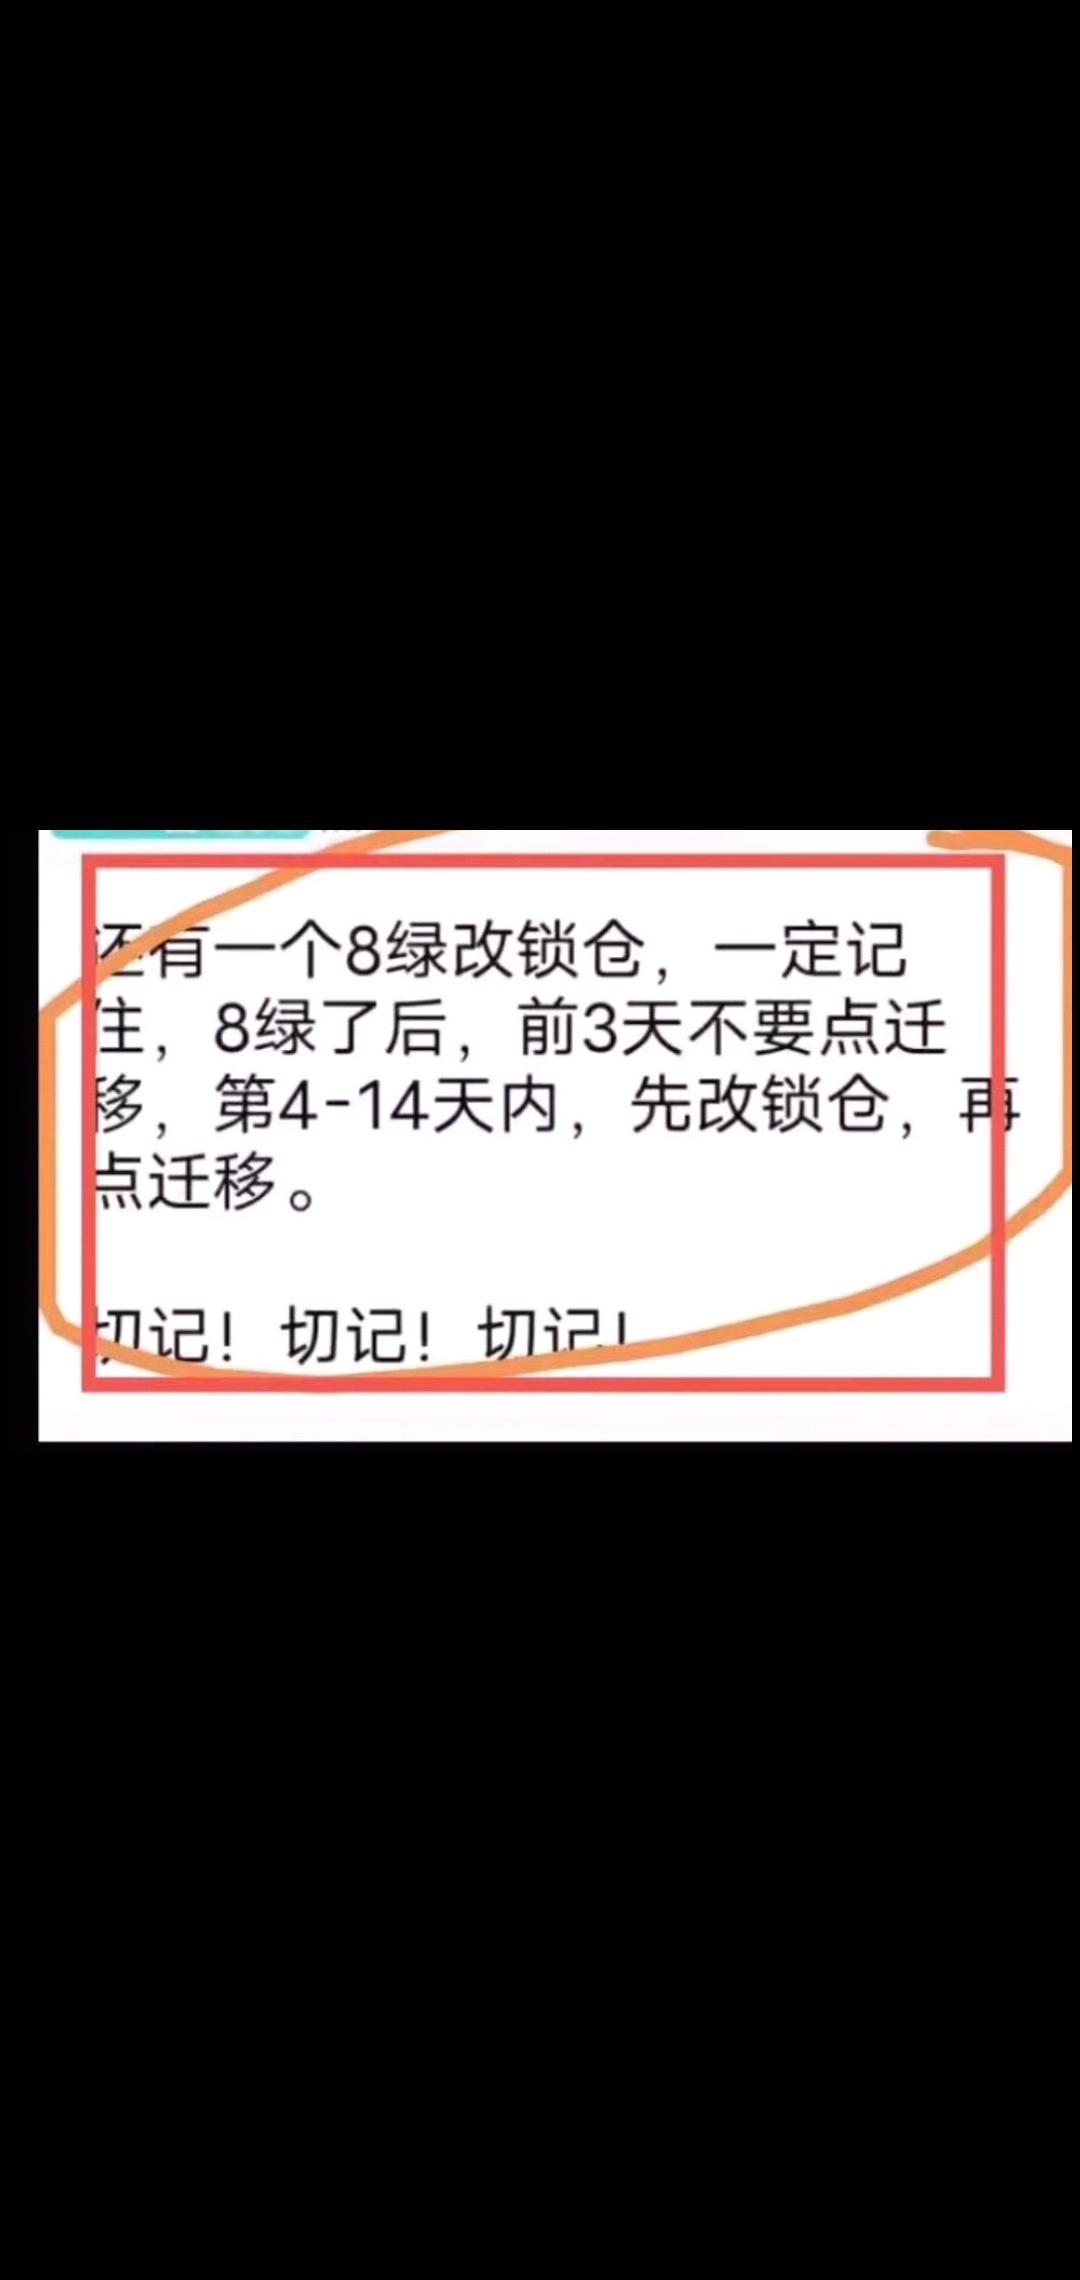 还有一个8绿改锁仓，一定记
住，8绿了后，前3天不要点迁
移，第4-14天内，先改锁仓，再
点迁移。
切记！切记！切记！